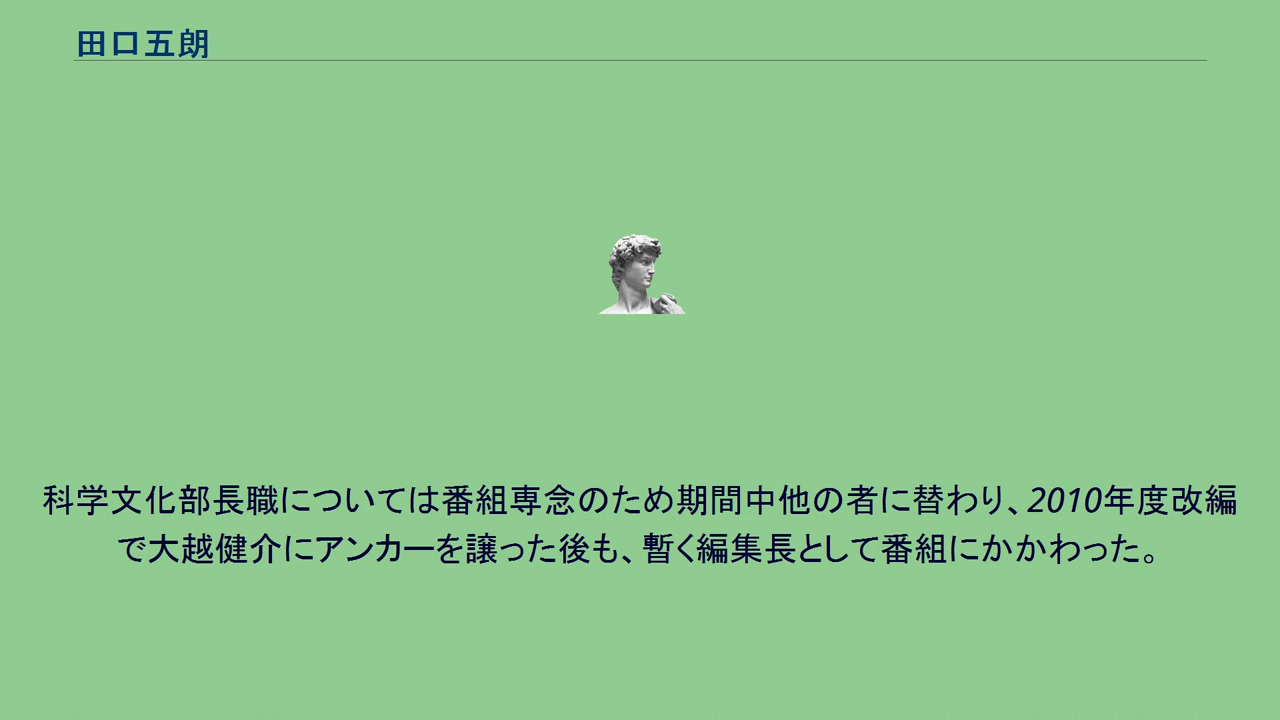 田口五朗
科学文化部長職については番組専念のため期間中他の者に替わり、2010年度改編
で大越健介にアンカーを譲った後も、暫く編集長として番組にかかわった。